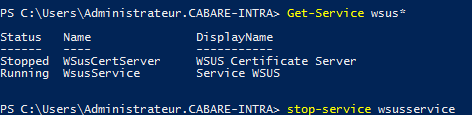 PS C:\Users\Administrateur.CABARE-INTRA> Get-Service wsus*
Status   Name               DisplayName
------   ----               -----------
Stopped  WSusCertServer     WSUS Certificate Server
Running  WsusService        Service WSUS
PS C:\Users\Administrateur.CABARE-INTRA> stop-service wsusservice